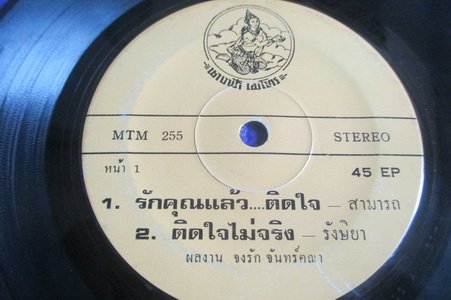 MTM 255
STEREO
หน้า 1
45 EP
1. รักคุณแล้ว....ติดใจ – สามารถ
2. ติดใจไม่จริง – รังษิยา
ผลงาน จงรัก จันทร์คณา